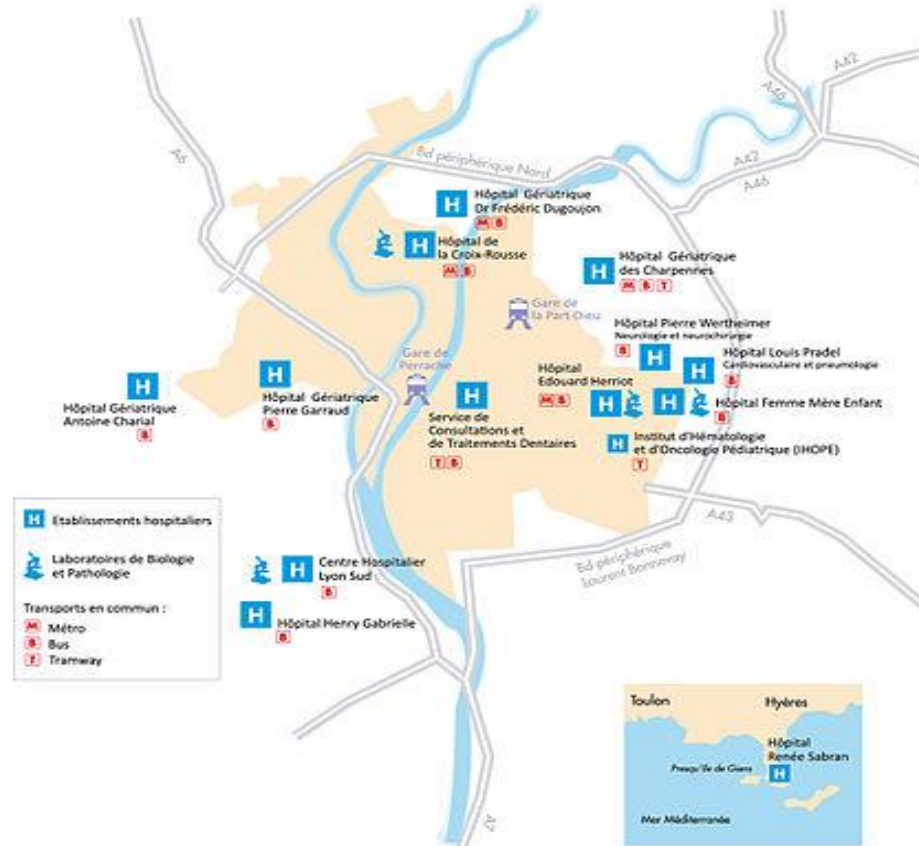 A6
Bd périphérique Nord
A46
A42
A42
A46
Hôpital Gériatrique
Dr Frédéric Dugoujon
M B
Hôpital de
la Croix-Rousse
M B
Hôpital Gériatrique
des Charpennes
M B T
Gare de
la Part-Dieu
Hôpital Pierre Wertheimer
Neurologie et neurochirurgie
B
Hôpital Louis Pradel
Cardiovasculaire et pneumologie
B
Gare de
Perrache
Hôpital
Edouard Herriot
M B
Hôpital Femme Mère Enfant
B
Hôpital Gériatrique
Antoine Charial
B
Hôpital Gériatrique
Pierre Garraud
B
Service de
Consultations et
de Traitements Dentaires
T B
Institut d'Hématologie
et d'Oncologie Pédiatrique (IHOPE)
T
A43
Bd périphérique
Laurent Bonnevay
H Etablissements hospitaliers
Laboratoires de Biologie
et Pathologie
Transports en commun :
M Métro
B Bus
T Tramway
Centre Hospitalier
Lyon Sud
B
Hôpital Henry Gabrielle
B
A7
Toulon
Hyères
Hôpital
Renée Sabran
Presqu'île de Giens
Mer Méditerranée